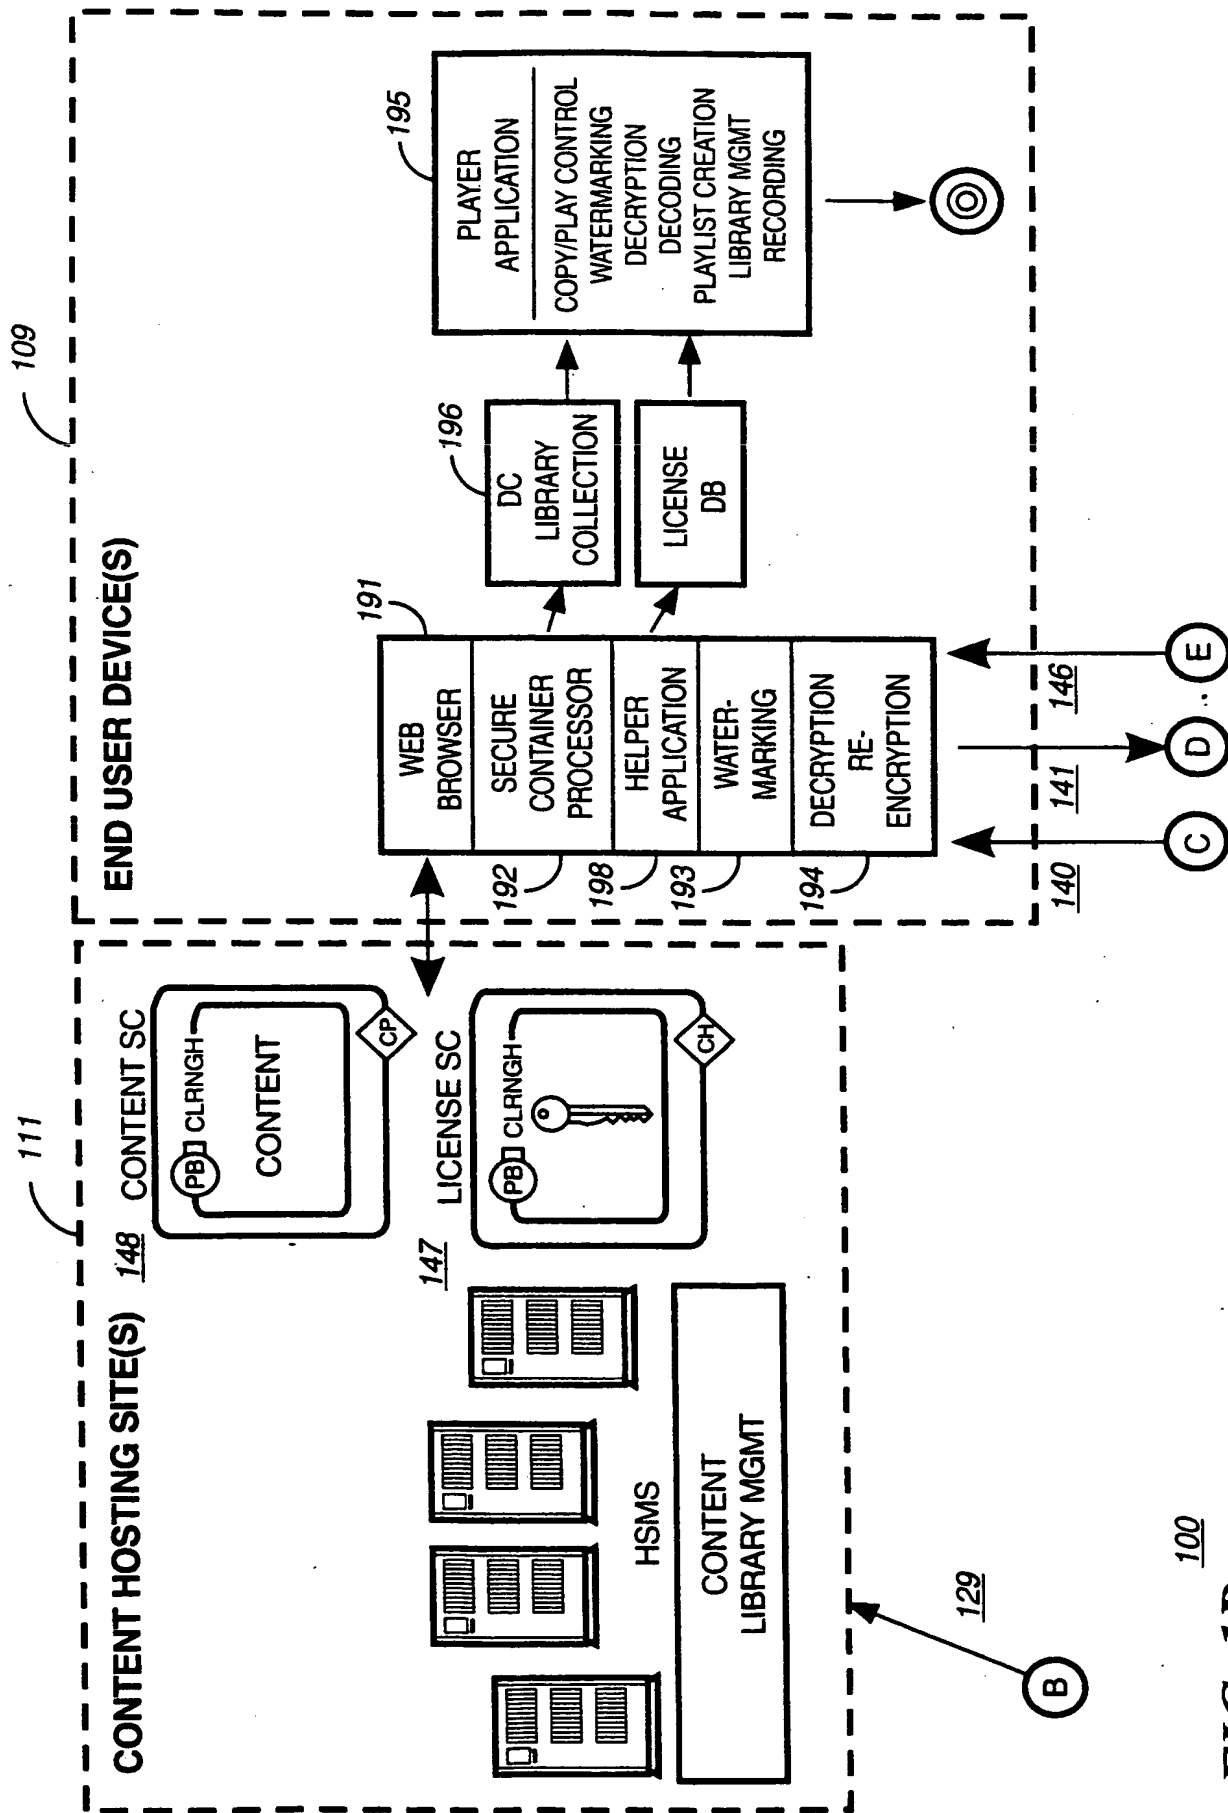 111
CONTENT HOSTING SITE(S)
148
CONTENT SC
PB
CLRNGH
CONTENT
CP
147
LICENSE SC
PB
CLRNGH
CH
HSMS
CONTENT
LIBRARY MGMT
129
B
100
109
END USER DEVICE(S)
191
WEB
BROWSER
SECURE
CONTAINER
PROCESSOR
192
HELPER
APPLICATION
198
WATER-
MARKING
193
DECRYPTION
RE-
ENCRYPTION
194
196
DC
LIBRARY
COLLECTION
LICENSE
DB
195
PLAYER
APPLICATION
COPY/PLAY CONTROL
WATERMARKING
DECRYPTION
DECODING
PLAYLIST CREATION
LIBRARY MGMT
RECORDING
140
C
141
D
146
E